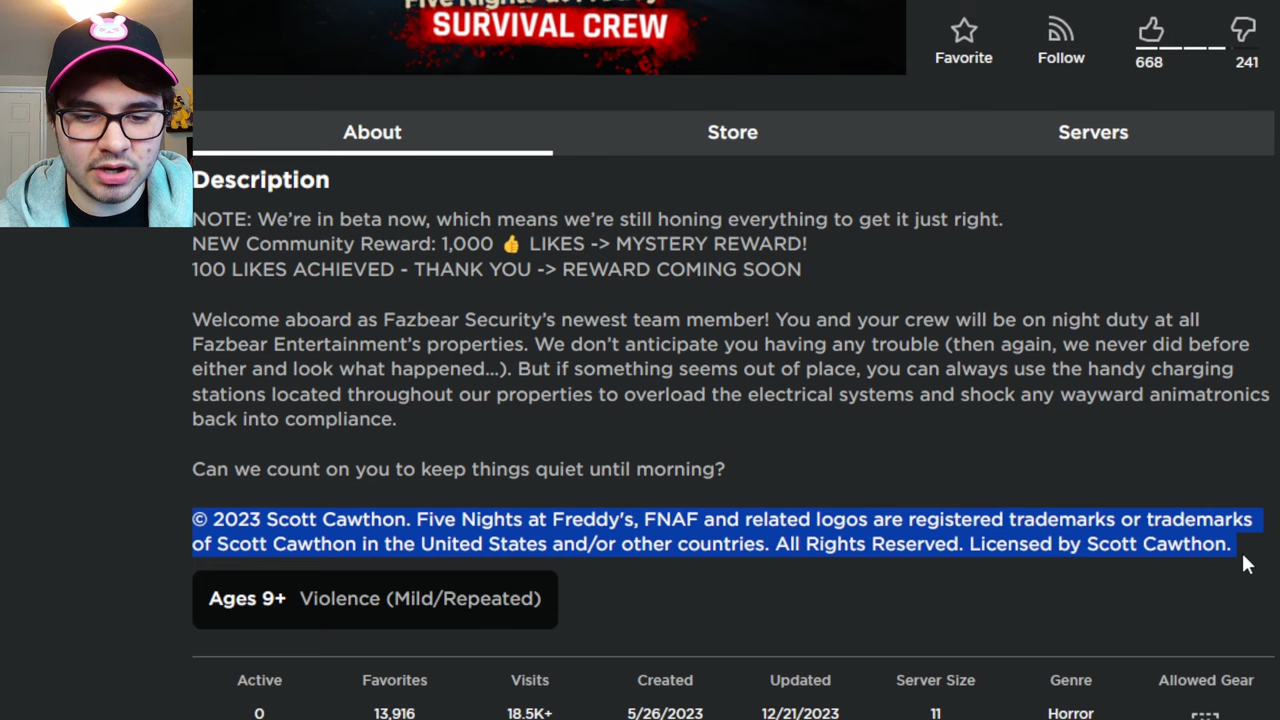 Five Nights at Freddy's
SURVIVAL CREW
Favorite
Follow
668
241
About
Store
Servers
Description
NOTE: We're in beta now, which means we're still honing everything to get it just right.
NEW Community Reward: 1,000 👍 LIKES -> MYSTERY REWARD!
100 LIKES ACHIEVED - THANK YOU -> REWARD COMING SOON
Welcome aboard as Fazbear Security's newest team member! You and your crew will be on night duty at all
Fazbear Entertainment's properties. We don't anticipate you having any trouble (then again, we never did before
either and look what happened...). But if something seems out of place, you can always use the handy charging
stations located throughout our properties to overload the electrical systems and shock any wayward animatronics
back into compliance.
Can we count on you to keep things quiet until morning?
© 2023 Scott Cawthon. Five Nights at Freddy's, FNAF and related logos are registered trademarks or trademarks
of Scott Cawthon in the United States and/or other countries. All Rights Reserved. Licensed by Scott Cawthon.
Ages 9+ Violence (Mild/Repeated)
Active
Favorites
Visits
Created
Updated
Server Size
Genre
Allowed Gear
0
13,916
18.5K+
5/26/2023
12/21/2023
11
Horror